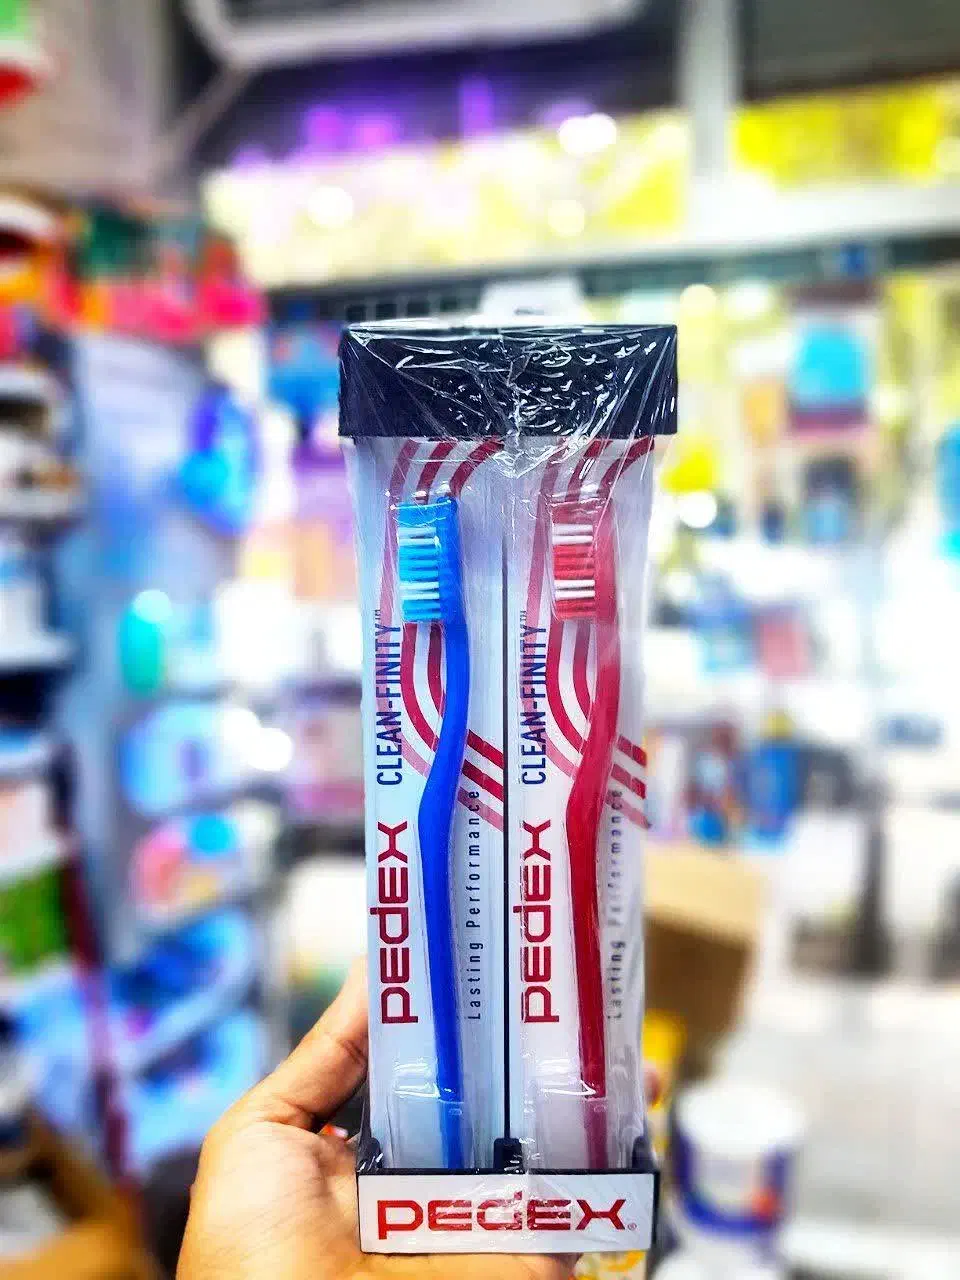 CLEAN-FINITY™
PEDEX
Lasting Performance
CLEAN-FINITY™
PEDEX
Lasting Performance
PEDEX®